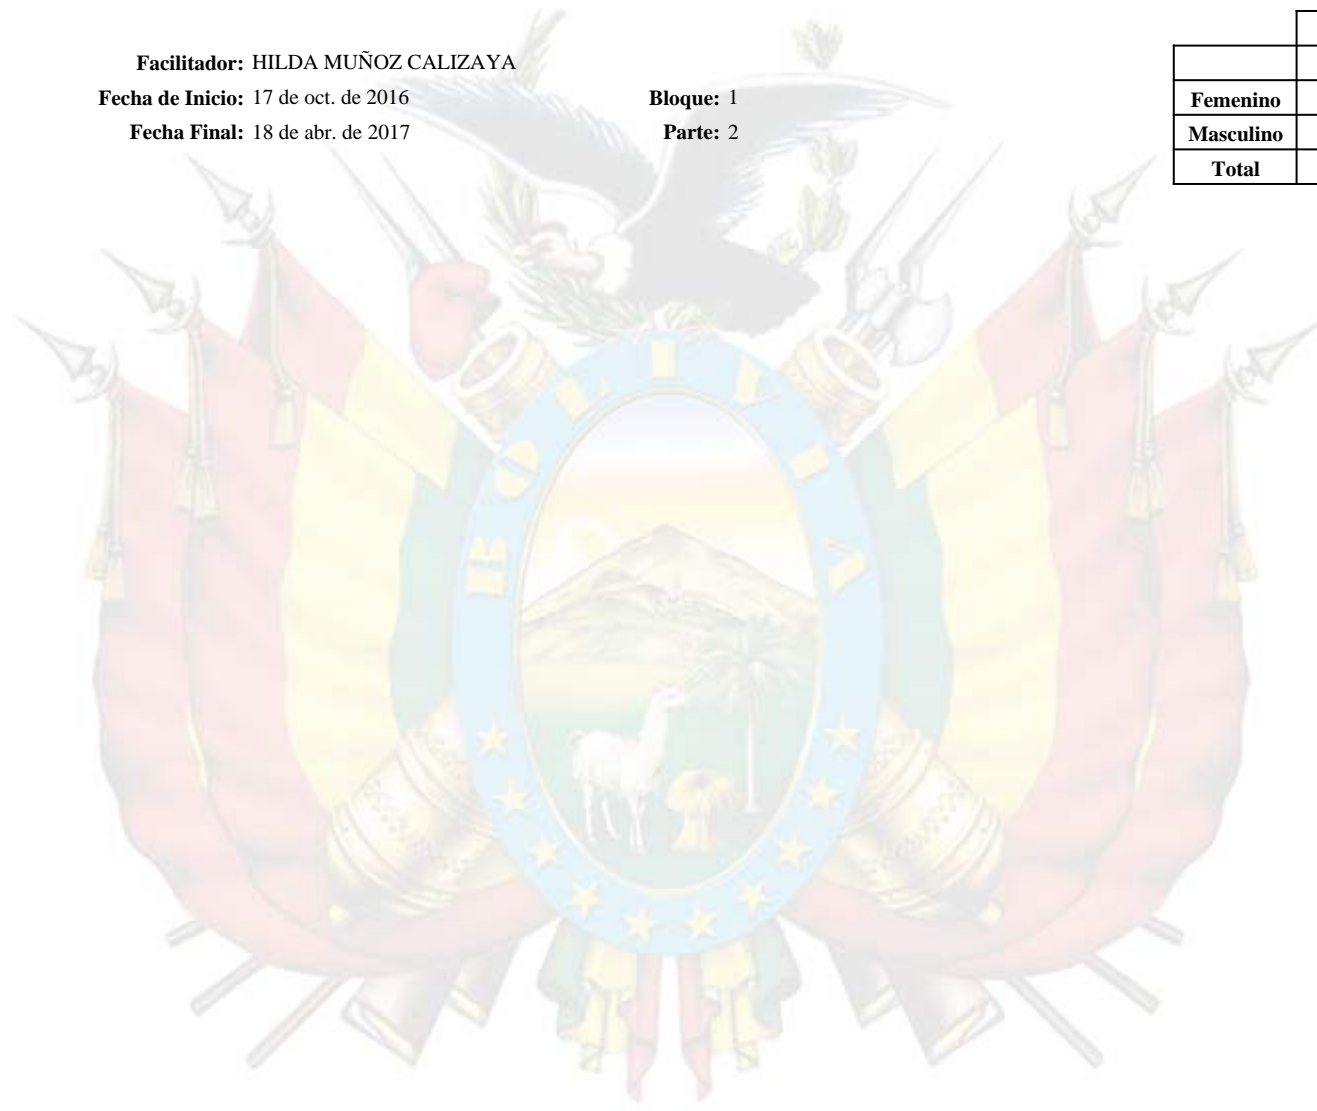 Facilitador: HILDA MUÑOZ CALIZAYA
Fecha de Inicio: 17 de oct. de 2016 Bloque: 1
Fecha Final: 18 de abr. de 2017 Parte: 2
Femenino
Masculino
Total
BOLIVIA